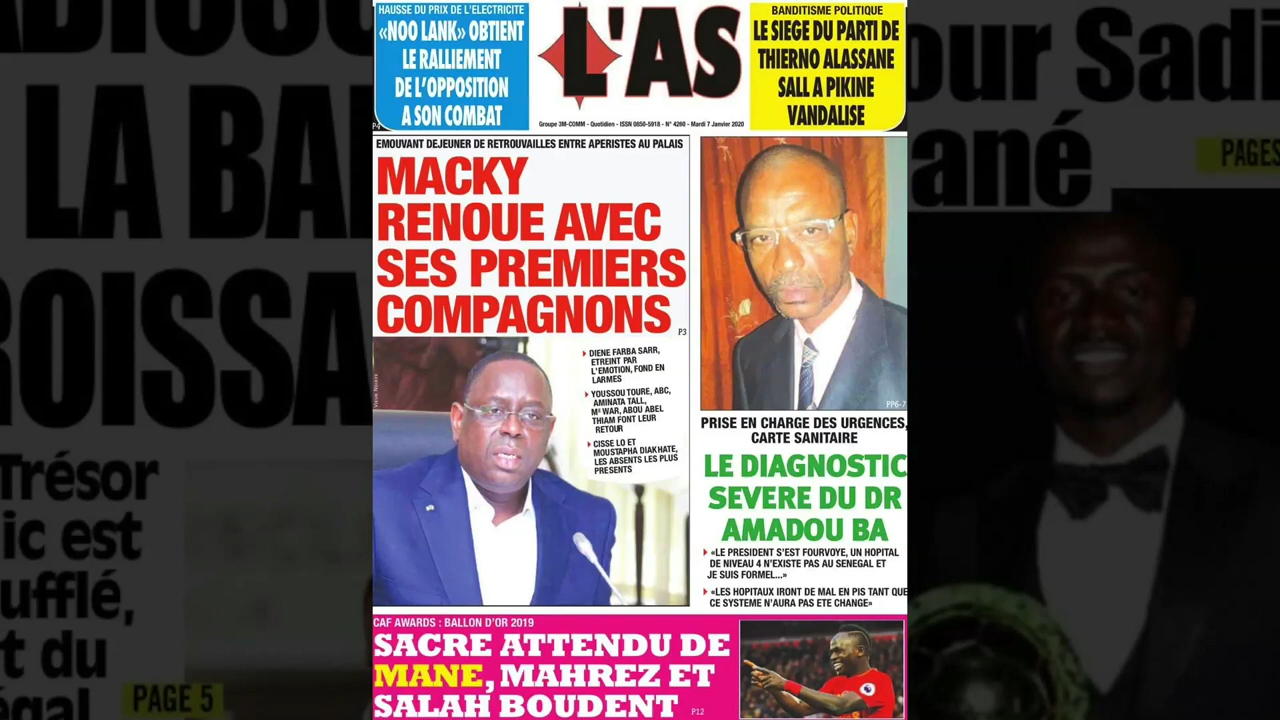 HAUSSE DU PRIX DE L'ELECTRICITE
«NOO LANK» OBTIENT
LE RALLIEMENT
DE L'OPPOSITION
A SON COMBAT
P4
L'AS
Groupe 3M-COMM - Quotidien - ISSN 0850-5918 - N° 4260 - Mardi 7 Janvier 2020
BANDITISME POLITIQUE
LE SIEGE DU PARTI DE
THIERNO ALASSANE
SALL A PIKINE
VANDALISE
EMOUVANT DEJEUNER DE RETROUVAILLES ENTRE APERISTES AU PALAIS
MACKY
RENOUE AVEC
SES PREMIERS
COMPAGNONS
P3
DIENE FARBA SARR,
ETREINT PAR
L'EMOTION, FOND EN
LARMES
YOUSSOU TOURE, ABC,
AMINATA TALL,
Me WAR, ABOU ABEL
THIAM FONT LEUR
RETOUR
CISSE LO ET
MOUSTAPHA DIAKHATE,
LES ABSENTS LES PLUS
PRESENTS
PP6-7
PRISE EN CHARGE DES URGENCES,
CARTE SANITAIRE
LE DIAGNOSTIC
SEVERE DU DR
AMADOU BA
«LE PRESIDENT S'EST FOURVOYE, UN HOPITAL
DE NIVEAU 4 N'EXISTE PAS AU SENEGAL ET
JE SUIS FORMEL...»
«LES HOPITAUX IRONT DE MAL EN PIS TANT QUE
CE SYSTEME N'AURA PAS ETE CHANGE»
CAF AWARDS : BALLON D'OR 2019
SACRE ATTENDU DE
MANE, MAHREZ ET
SALAH BOUDENT
P12
LA BA
ROISSA
Trésor
ic est
ufflé,
t du
égal
PAGE 5
our Sadi
ané
PAGES